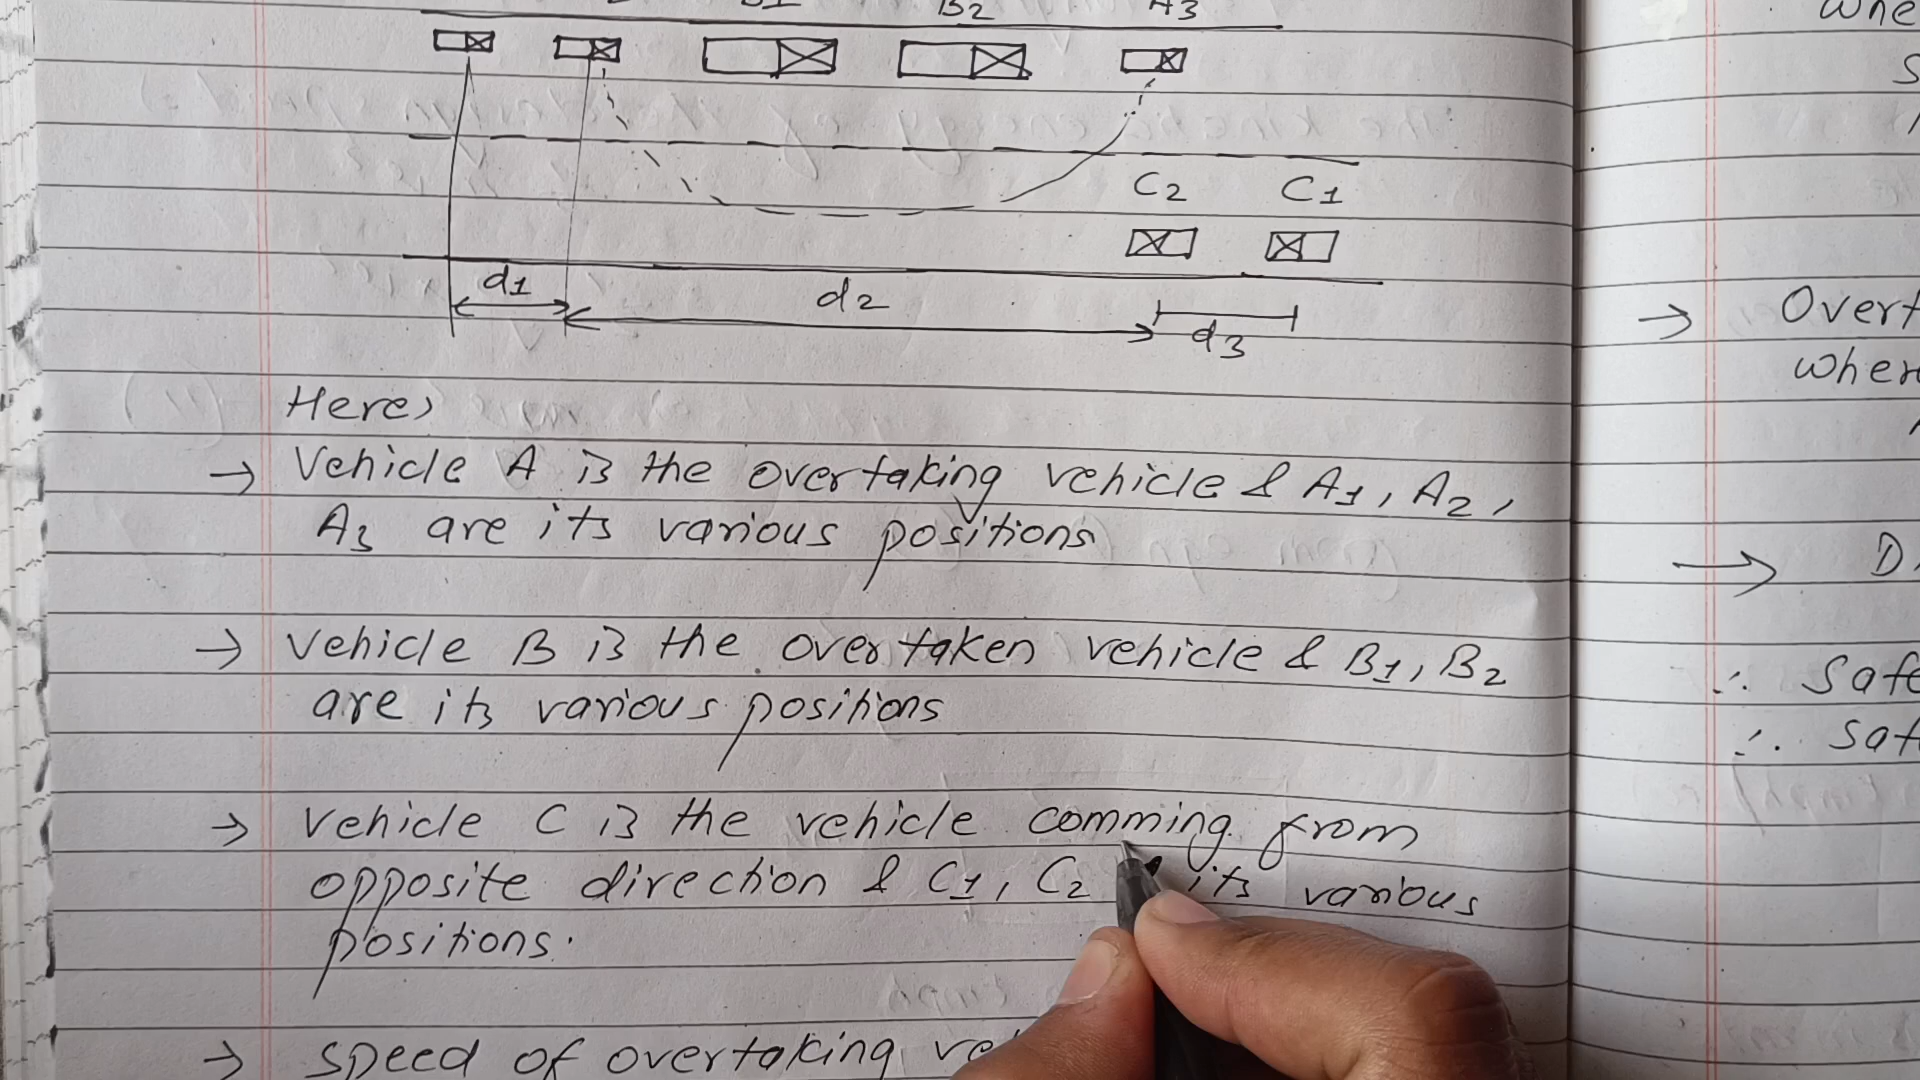 B1 B2 A3
C2 C1
d1
d2
d3
Here,
→ Vehicle A is the overtaking vehicle & A1, A2,
A3 are its various positions
→ Vehicle B is the overtaken vehicle & B1, B2
are its various positions
→ Vehicle C is the vehicle comming from
opposite direction & C1, C2 its various
positions.
→ speed of overtaking
→ Overt
wher
→ D
∴ Safe
∴ Saf